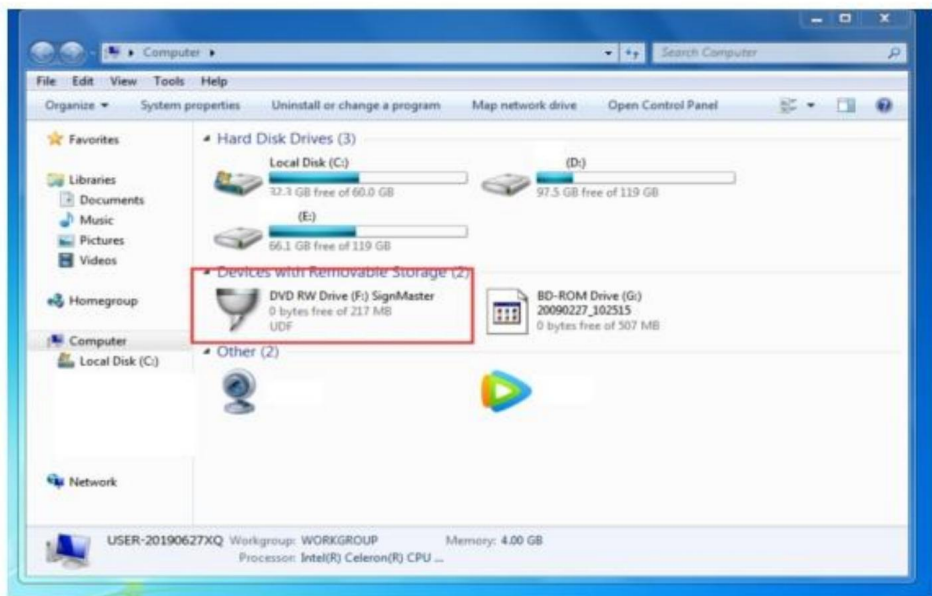 Computer
Search Computer
File Edit View Tools Help
Organize System properties Uninstall or change a program Map network drive Open Control Panel
Favorites
Libraries
Documents
Music
Pictures
Videos
Homegroup
Computer
Local Disk (C:)
Network
Hard Disk Drives (3)
Local Disk (C:)
32.3 GB free of 60.0 GB
(D:)
97.5 GB free of 119 GB
(E:)
66.1 GB free of 119 GB
Devices with Removable Storage (2)
DVD RW Drive (F:) SignMaster
0 bytes free of 217 MB
UDF
BD-ROM Drive (G:)
20090227_102515
0 bytes free of 507 MB
Other (2)
USER-20190627XQ Workgroup: WORKGROUP Memory: 4.00 GB
Processor: Intel(R) Celeron(R) CPU ...